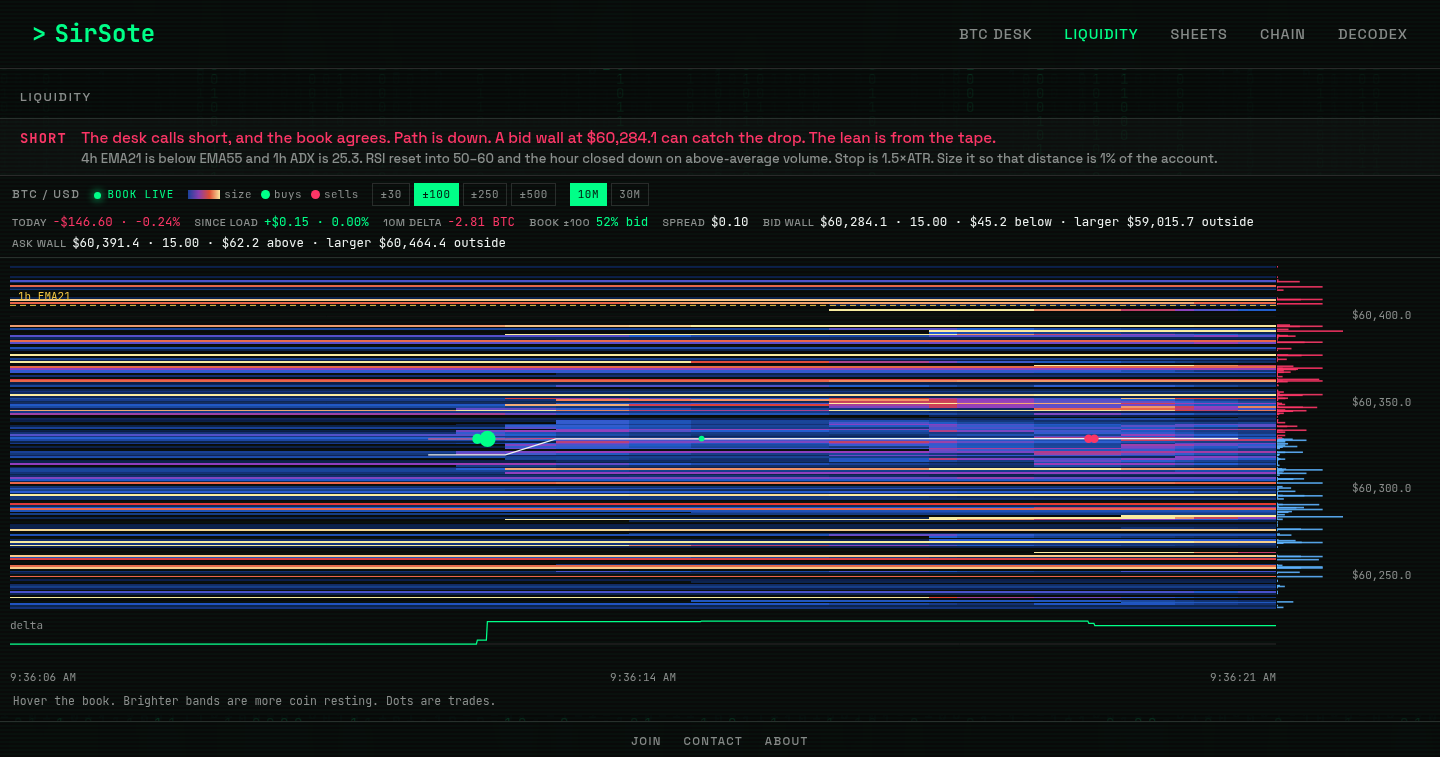 > SirSote
BTC DESK LIQUIDITY SHEETS CHAIN DECODEX
LIQUIDITY
SHORT The desk calls short, and the book agrees. Path is down. A bid wall at $60,284.1 can catch the drop. The lean is from the tape.
4h EMA21 is below EMA55 and 1h ADX is 25.3. RSI reset into 50–60 and the hour closed down on above-average volume. Stop is 1.5×ATR. Size it so that distance is 1% of the account.
BTC / USD BOOK LIVE size buys sells ±30 ±100 ±250 ±500 10M 30M
TODAY -$146.60 · -0.24% SINCE LOAD +$0.15 · 0.00% 10M DELTA -2.81 BTC BOOK ±100 52% bid SPREAD $0.10 BID WALL $60,284.1 · 15.00 · $45.2 below · larger $59,015.7 outside
ASK WALL $60,391.4 · 15.00 · $62.2 above · larger $60,464.4 outside
1h EMA21
$60,400.0
$60,350.0
$60,300.0
$60,250.0
delta
9:36:06 AM 9:36:14 AM 9:36:21 AM
Hover the book. Brighter bands are more coin resting. Dots are trades.
JOIN CONTACT ABOUT